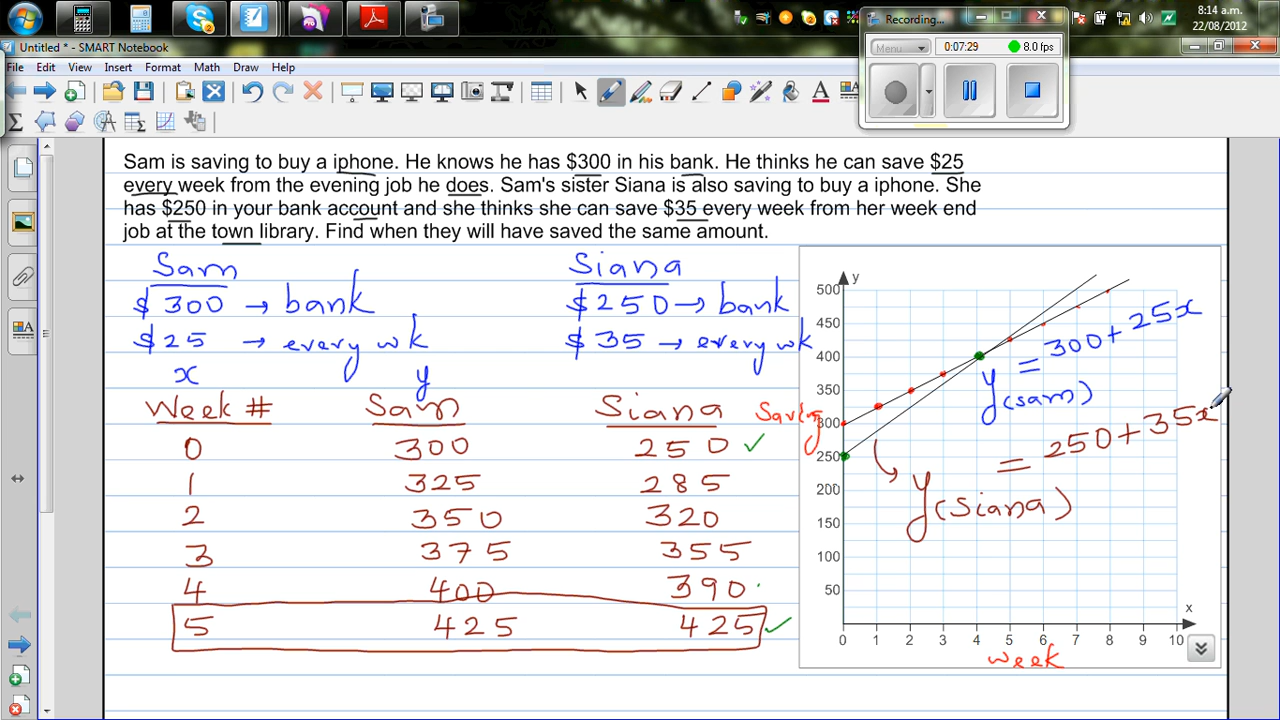 8:14 a.m.
22/08/2012
Recording...
Untitled * - SMART Notebook
Menu
0:07:29
8.0 fps
File Edit View Insert Format Math Draw Help
Sam is saving to buy a iphone. He knows he has $300 in his bank. He thinks he can save $25
every week from the evening job he does. Sam's sister Siana is also saving to buy a iphone. She
has $250 in your bank account and she thinks she can save $35 every week from her week end
job at the town library. Find when they will have saved the same amount.
Sam
Siana
$300 → bank
$250 → bank
$25 → every wk
$35 → every wk
x
y
Week #
Sam
Siana
0 300 250 ✓
1 325 285
2 350 320
3 375 355
4 400 390
5 425 425 ✓
Saving
y
500
450
400
350
300
250
200
150
100
50
0 1 2 3 4 5 6 7 8 9 10
x
week
y(sam) = 300+25x
y(Siana) = 250+35x